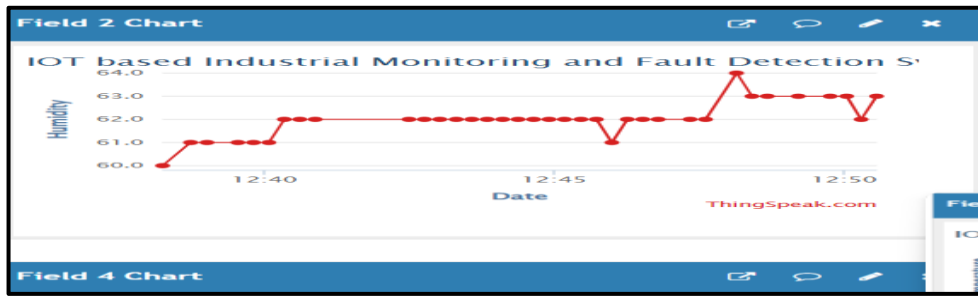 Field 2 Chart
IOT based Industrial Monitoring and Fault Detection S
64.0
63.0
62.0
61.0
60.0
Humidity
12:40
12:45
12:50
Date
ThingSpeak.com
Fie
IO
Field 4 Chart